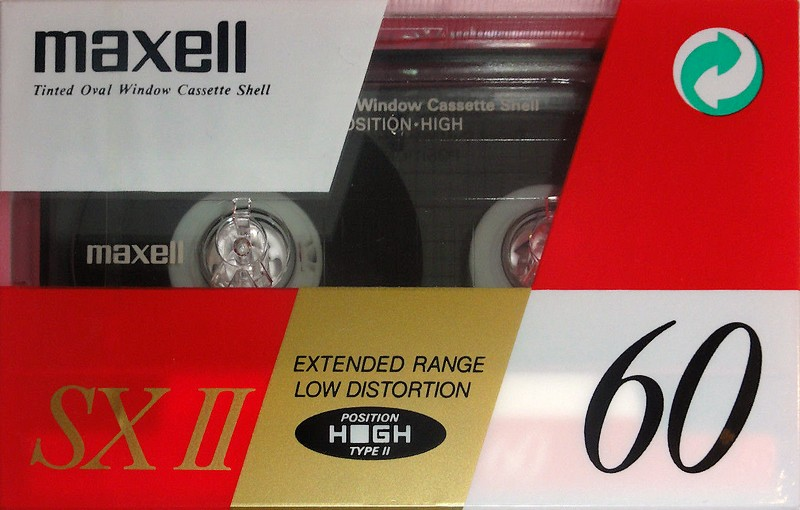 maxell
Tinted Oval Window Cassette Shell
Window Cassette Shell
OSITION·HIGH
maxell
EXTENDED RANGE
LOW DISTORTION
SX II
POSITION
HIGH
TYPE II
60